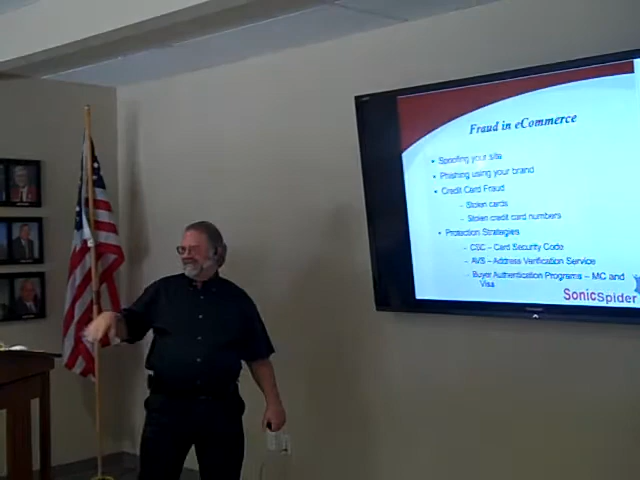 Fraud in eCommerce
• Spoofing your site
• Phishing using your brand
• Credit Card Fraud
– Stolen cards
– Stolen credit card numbers
• Protection Strategies
– CSC – Card Security Code
– AVS – Address Verification Service
– Buyer Authentication Programs – MC and
Visa
SonicSpider